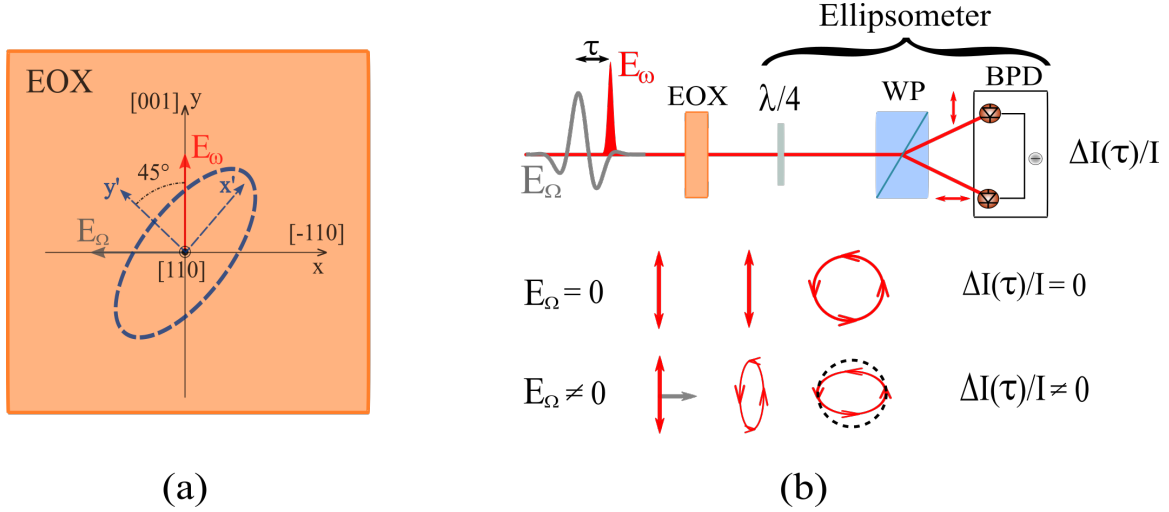 EOX
[001]
y
E_ω
45°
y'
x'
E_Ω
[-110]
[110]
x
(a)
Ellipsometer
τ
E_ω
EOX
λ/4
WP
BPD
E_Ω
ΔI(τ)/I
E_Ω = 0
ΔI(τ)/I = 0
E_Ω ≠ 0
ΔI(τ)/I ≠ 0
(b)